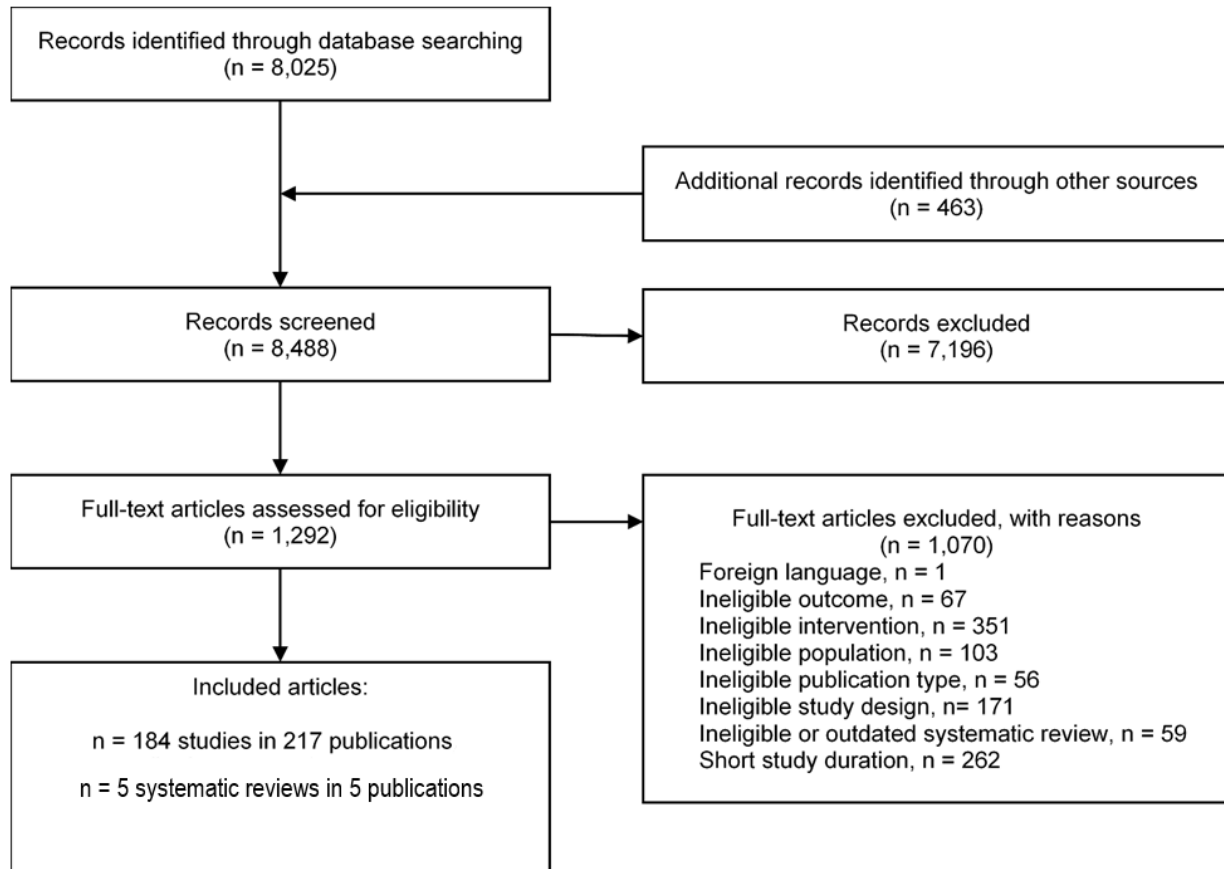 Records identified through database searching
(n = 8,025)
Additional records identified through other sources
(n = 463)
Records screened
(n = 8,488)
Records excluded
(n = 7,196)
Full-text articles assessed for eligibility
(n = 1,292)
Full-text articles excluded, with reasons
(n = 1,070)
Foreign language, n = 1
Ineligible outcome, n = 67
Ineligible intervention, n = 351
Ineligible population, n = 103
Ineligible publication type, n = 56
Ineligible study design, n= 171
Ineligible or outdated systematic review, n = 59
Short study duration, n = 262
Included articles:
n = 184 studies in 217 publications
n = 5 systematic reviews in 5 publications